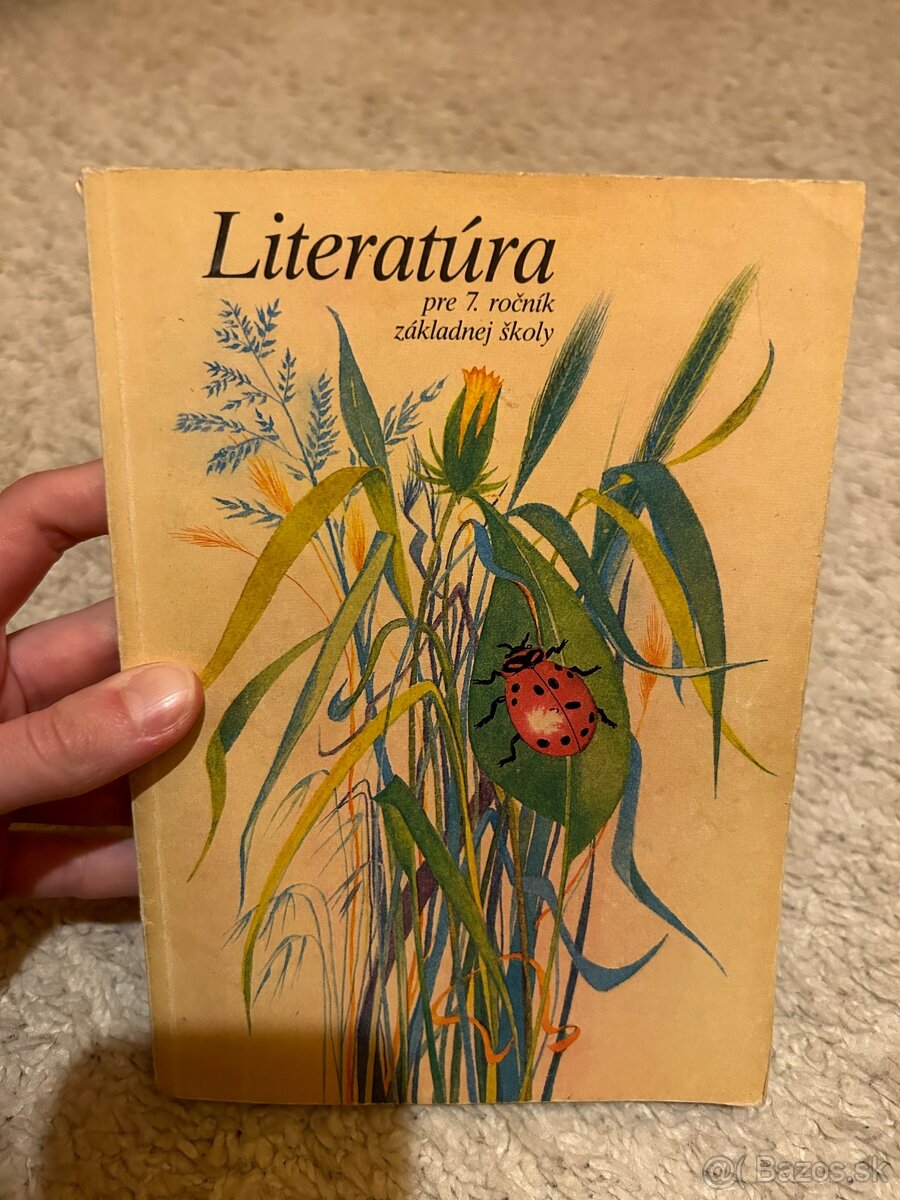 Literatúra
pre 7. ročník
základnej školy
@( Bazos.sk